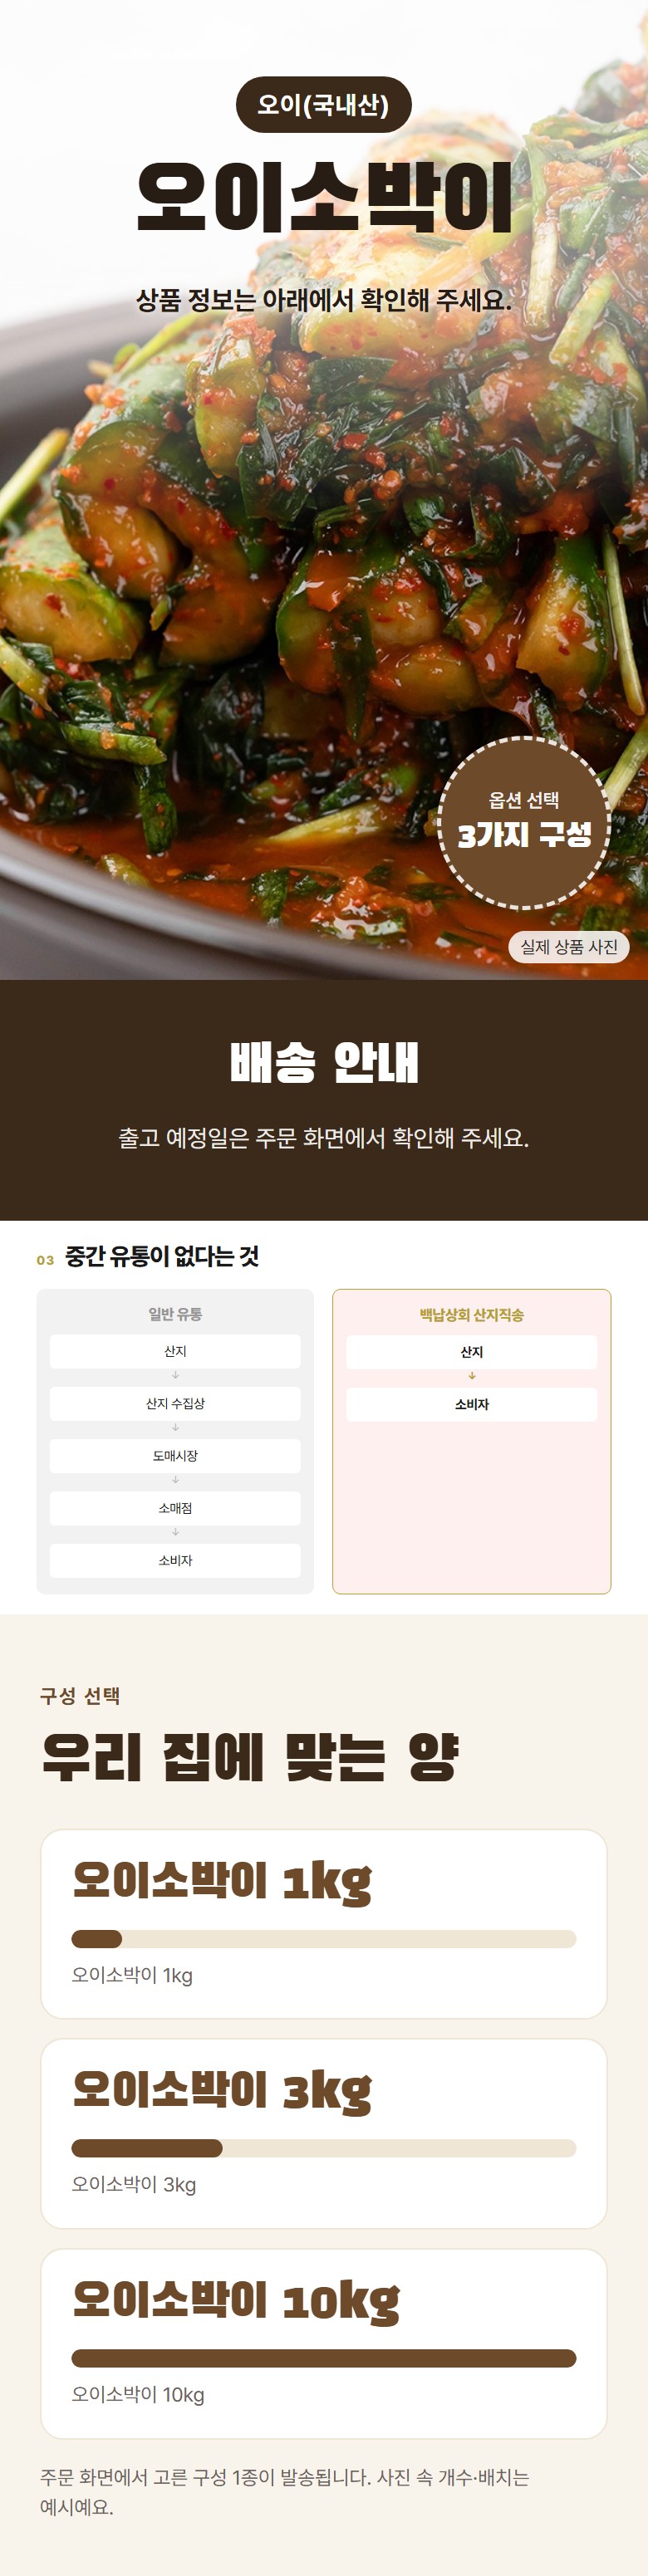 오이(국내산)
오이소박이
상품 정보는 아래에서 확인해 주세요.
옵션 선택
3가지 구성
실제 상품 사진
배송 안내
출고 예정일은 주문 화면에서 확인해 주세요.
03 중간 유통이 없다는 것
일반 유통
산지
↓
산지 수집상
↓
도매시장
↓
소매점
↓
소비자
백납상회 산지직송
산지
↓
소비자
구성 선택
우리 집에 맞는 양
오이소박이 1kg
오이소박이 1kg
오이소박이 3kg
오이소박이 3kg
오이소박이 10kg
오이소박이 10kg
주문 화면에서 고른 구성 1종이 발송됩니다. 사진 속 개수·배치는
예시예요.